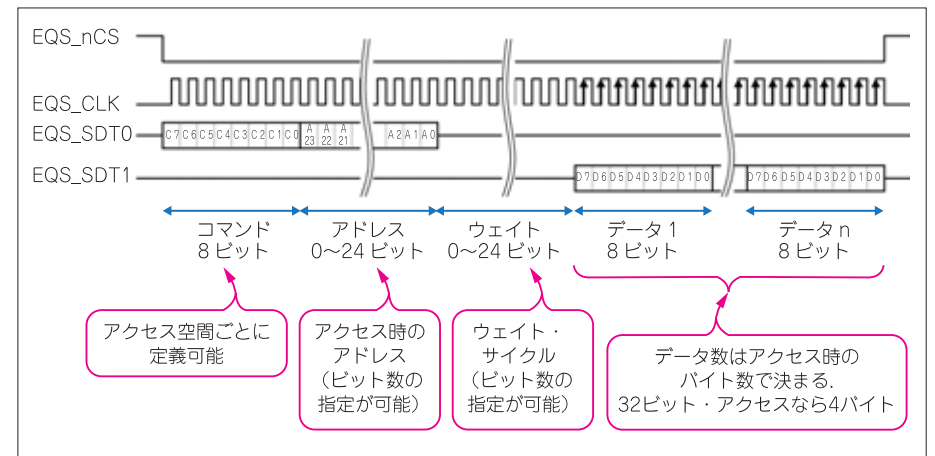 EQS_nCS
EQS_CLK
EQS_SDT0
C7 C6 C5 C4 C3 C2 C1 C0
A23 A22 A21
A2 A1 A0
EQS_SDT1
D7 D6 D5 D4 D3 D2 D1 D0
D7 D6 D5 D4 D3 D2 D1 D0
コマンド
8ビット
アドレス
0〜24ビット
ウェイト
0〜24ビット
データ1
8ビット
データn
8ビット
アクセス空間ごとに
定義可能
アクセス時の
アドレス
（ビット数の
指定が可能）
ウェイト・
サイクル
（ビット数の
指定が可能）
データ数はアクセス時の
バイト数で決まる.
32ビット・アクセスなら4バイト